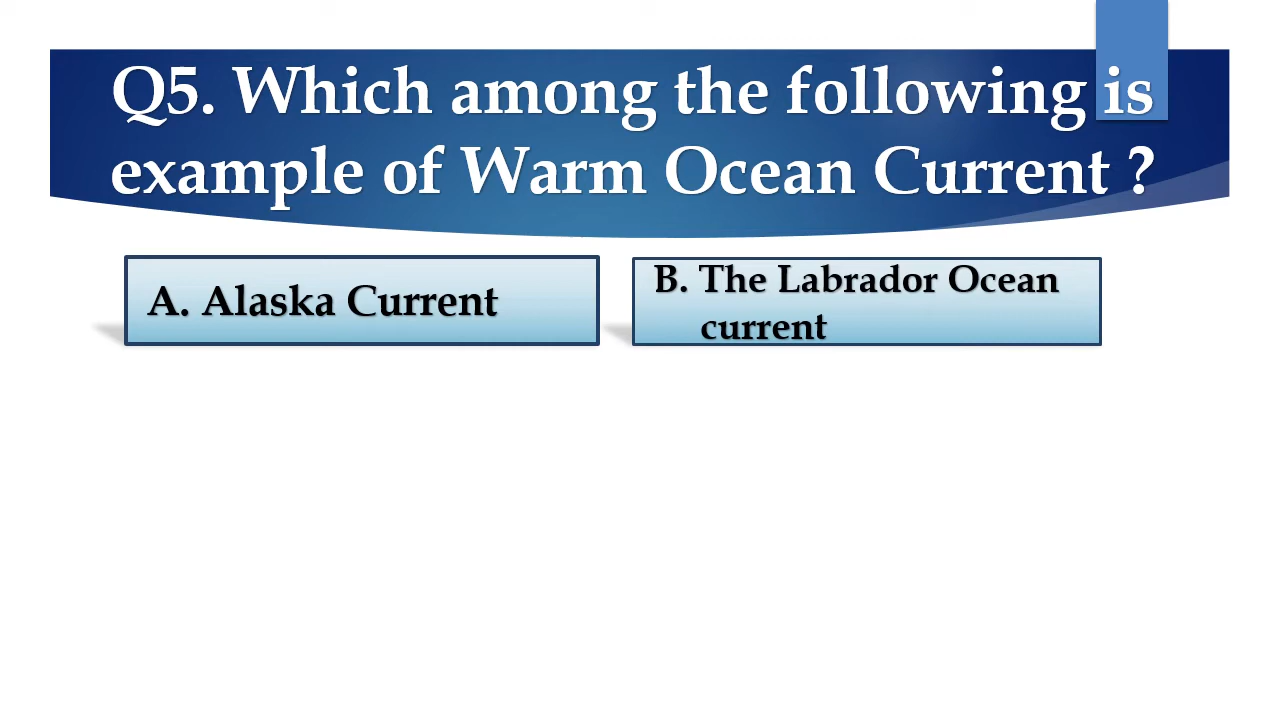 Q5. Which among the following is
example of Warm Ocean Current ?
A. Alaska Current
B. The Labrador Ocean
current